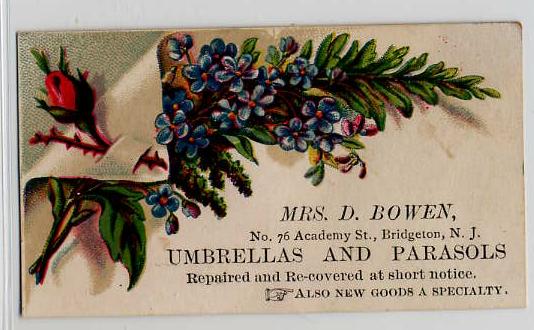 MRS. D. BOWEN,
No. 76 Academy St., Bridgeton, N. J.
UMBRELLAS AND PARASOLS
Repaired and Re-covered at short notice.
☞ ALSO NEW GOODS A SPECIALTY.